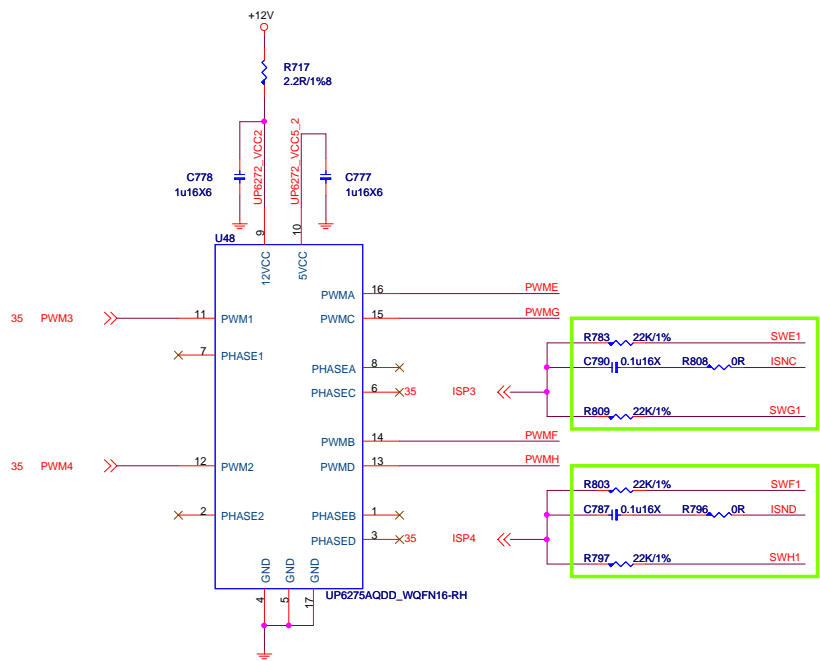 +12V
R717
2.2R/1%8
UP6272_VCC2
UP6272_VCC5_2
C778
1u16X6
C777
1u16X6
9
10
U48
12VCC
5VCC
PWMA
16
PWME
35
PWM3
11
PWM1
PWMC
15
PWMG
R783
22K/1%
SWE1
7
PHASE1
PHASEA
8
C790
0.1u16X
R808
0R
ISNC
PHASEC
6
35
ISP3
R809
22K/1%
SWG1
PWMB
14
PWMF
35
PWM4
12
PWM2
PWMD
13
PWMH
R803
22K/1%
SWF1
2
PHASE2
PHASEB
1
C787
0.1u16X
R796
0R
ISND
PHASED
3
35
ISP4
R797
22K/1%
SWH1
GND
GND
GND
4
5
17
UP6275AQDD_WQFN16-RH